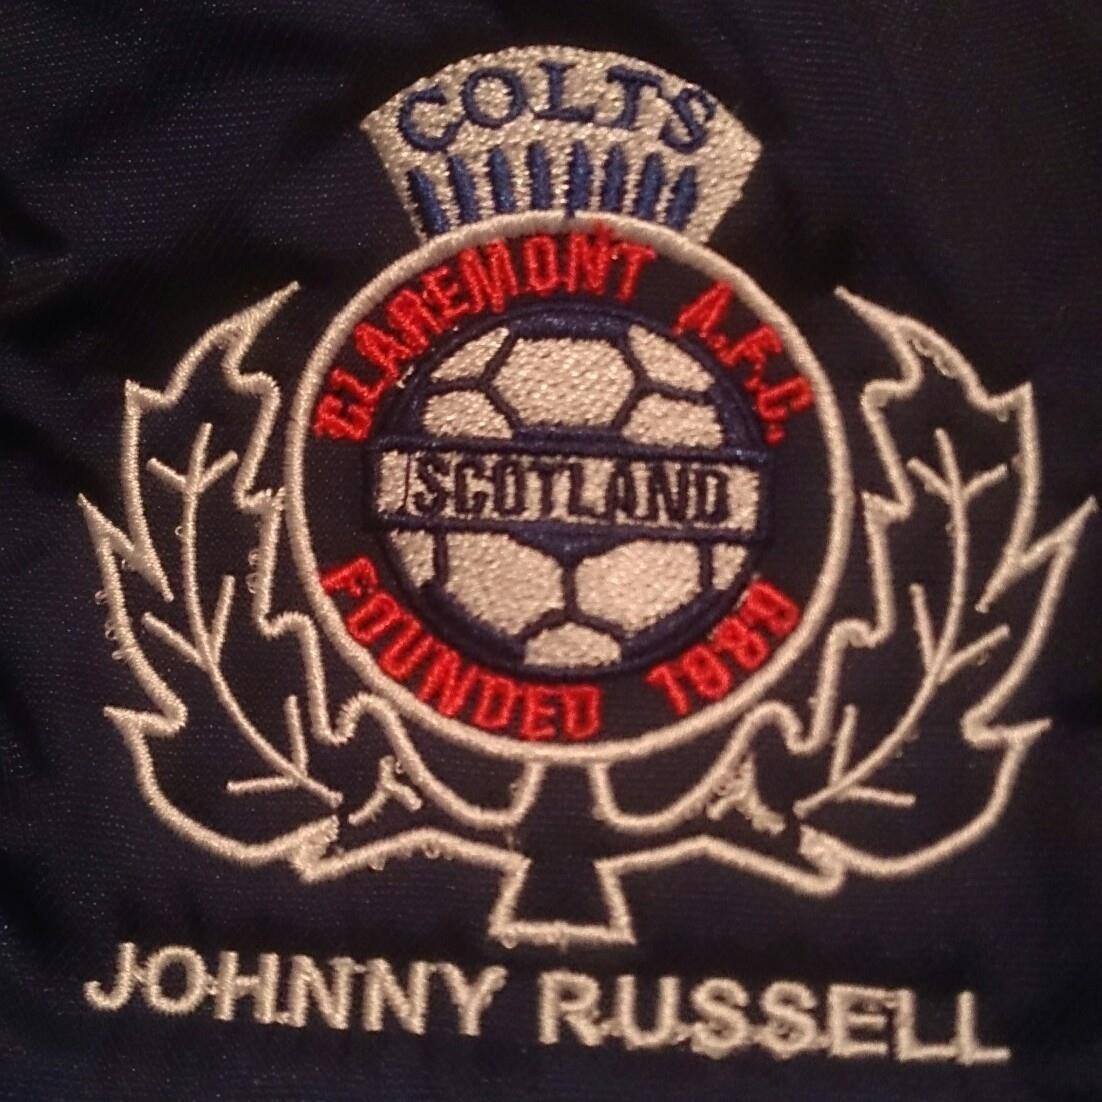 COLTS
CLAREMONT A.F.C.
SCOTLAND
FOUNDED 1989
JOHNNY RUSSELL